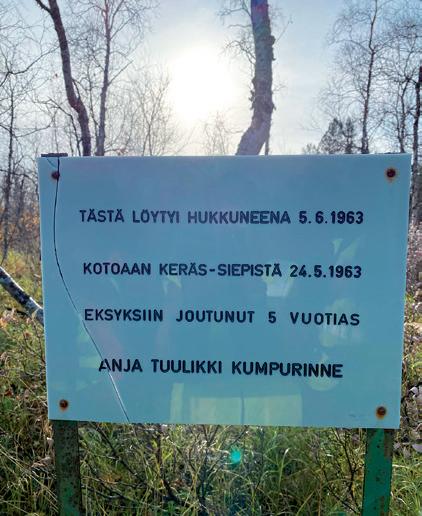 TÄSTÄ LÖYTYI HUKKUNEENA 5.6.1963
KOTOAAN KERÄS-SIEPISTÄ 24.5.1963
EKSYKSIIN JOUTUNUT 5 VUOTIAS
ANJA TUULIKKI KUMPURINNE